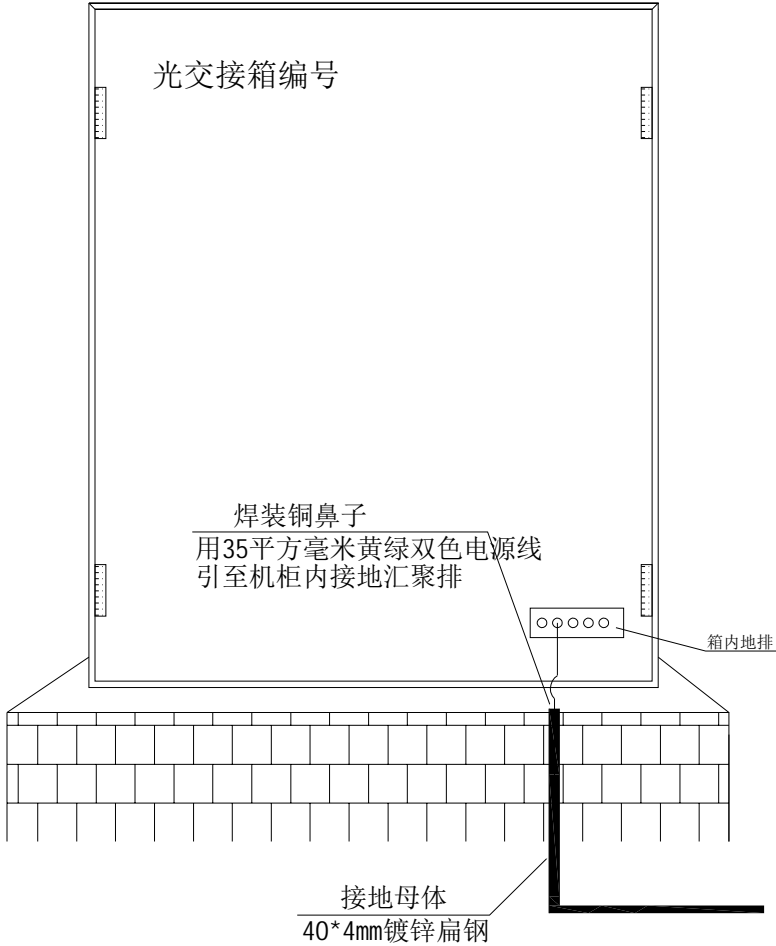 光交接箱编号
焊装铜鼻子
用35平方毫米黄绿双色电源线
引至机柜内接地汇聚排
箱内地排
接地母体
40*4mm镀锌扁钢